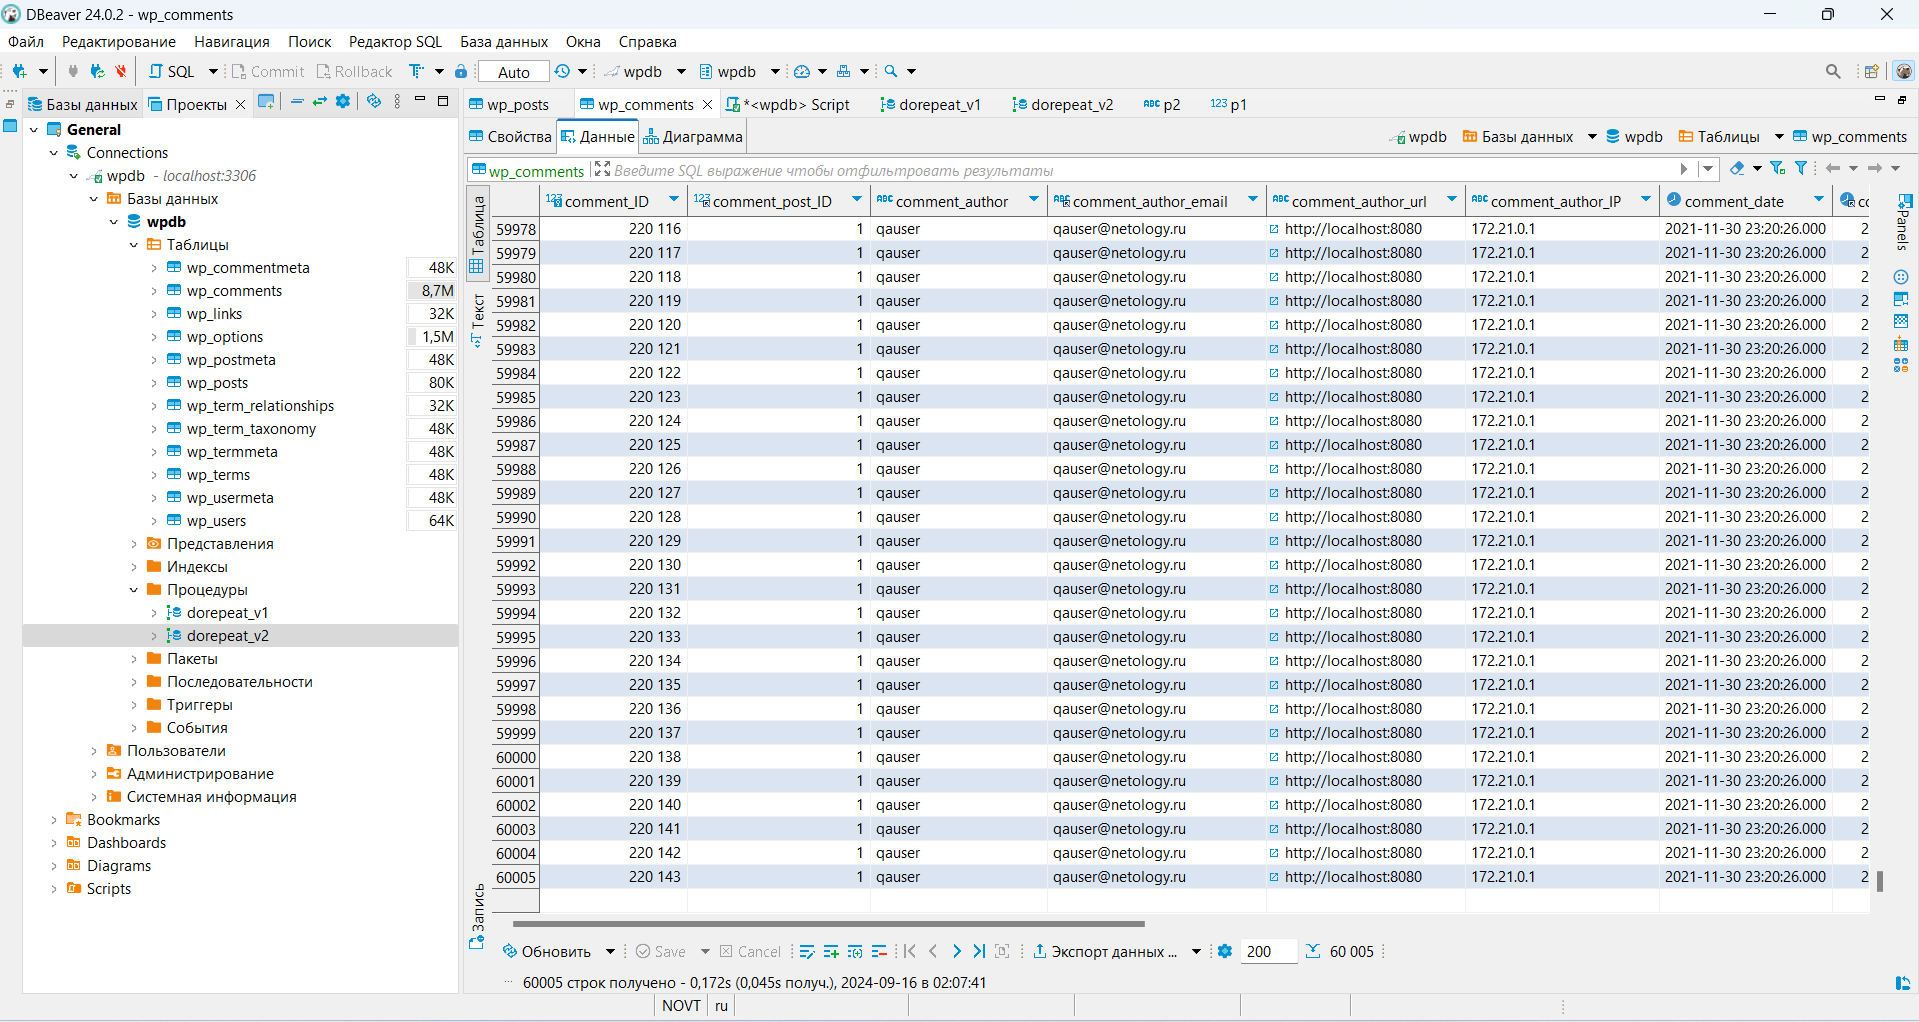 DBeaver 24.0.2 - wp_comments
Файл Редактирование Навигация Поиск Редактор SQL База данных Окна Справка
SQL Commit Rollback Auto wpdb wpdb
Базы данных Проекты
General
Connections
wpdb - localhost:3306
Базы данных
wpdb
Таблицы
wp_commentmeta 48K
wp_comments 8,7M
wp_links 32K
wp_options 1,5M
wp_postmeta 48K
wp_posts 80K
wp_term_relationships 32K
wp_term_taxonomy 48K
wp_termmeta 48K
wp_terms 48K
wp_usermeta 48K
wp_users 64K
Представления
Индексы
Процедуры
dorepeat_v1
dorepeat_v2
Пакеты
Последовательности
Триггеры
События
Пользователи
Администрирование
Системная информация
Bookmarks
Dashboards
Diagrams
Scripts
wp_posts wp_comments *<wpdb> Script dorepeat_v1 dorepeat_v2 ABC p2 123 p1
Свойства Данные Диаграмма wpdb Базы данных wpdb Таблицы wp_comments
wp_comments Введите SQL выражение чтобы отфильтровать результаты
Таблица
Текст
Запись
Panels
123 comment_ID 123 comment_post_ID ABC comment_author ABC comment_author_email ABC comment_author_url ABC comment_author_IP comment_date co
59978 220 116 1 qauser qauser@netology.ru http://localhost:8080 172.21.0.1 2021-11-30 23:20:26.000 2
59979 220 117 1 qauser qauser@netology.ru http://localhost:8080 172.21.0.1 2021-11-30 23:20:26.000 2
59980 220 118 1 qauser qauser@netology.ru http://localhost:8080 172.21.0.1 2021-11-30 23:20:26.000 2
59981 220 119 1 qauser qauser@netology.ru http://localhost:8080 172.21.0.1 2021-11-30 23:20:26.000 2
59982 220 120 1 qauser qauser@netology.ru http://localhost:8080 172.21.0.1 2021-11-30 23:20:26.000 2
59983 220 121 1 qauser qauser@netology.ru http://localhost:8080 172.21.0.1 2021-11-30 23:20:26.000 2
59984 220 122 1 qauser qauser@netology.ru http://localhost:8080 172.21.0.1 2021-11-30 23:20:26.000 2
59985 220 123 1 qauser qauser@netology.ru http://localhost:8080 172.21.0.1 2021-11-30 23:20:26.000 2
59986 220 124 1 qauser qauser@netology.ru http://localhost:8080 172.21.0.1 2021-11-30 23:20:26.000 2
59987 220 125 1 qauser qauser@netology.ru http://localhost:8080 172.21.0.1 2021-11-30 23:20:26.000 2
59988 220 126 1 qauser qauser@netology.ru http://localhost:8080 172.21.0.1 2021-11-30 23:20:26.000 2
59989 220 127 1 qauser qauser@netology.ru http://localhost:8080 172.21.0.1 2021-11-30 23:20:26.000 2
59990 220 128 1 qauser qauser@netology.ru http://localhost:8080 172.21.0.1 2021-11-30 23:20:26.000 2
59991 220 129 1 qauser qauser@netology.ru http://localhost:8080 172.21.0.1 2021-11-30 23:20:26.000 2
59992 220 130 1 qauser qauser@netology.ru http://localhost:8080 172.21.0.1 2021-11-30 23:20:26.000 2
59993 220 131 1 qauser qauser@netology.ru http://localhost:8080 172.21.0.1 2021-11-30 23:20:26.000 2
59994 220 132 1 qauser qauser@netology.ru http://localhost:8080 172.21.0.1 2021-11-30 23:20:26.000 2
59995 220 133 1 qauser qauser@netology.ru http://localhost:8080 172.21.0.1 2021-11-30 23:20:26.000 2
59996 220 134 1 qauser qauser@netology.ru http://localhost:8080 172.21.0.1 2021-11-30 23:20:26.000 2
59997 220 135 1 qauser qauser@netology.ru http://localhost:8080 172.21.0.1 2021-11-30 23:20:26.000 2
59998 220 136 1 qauser qauser@netology.ru http://localhost:8080 172.21.0.1 2021-11-30 23:20:26.000 2
59999 220 137 1 qauser qauser@netology.ru http://localhost:8080 172.21.0.1 2021-11-30 23:20:26.000 2
60000 220 138 1 qauser qauser@netology.ru http://localhost:8080 172.21.0.1 2021-11-30 23:20:26.000 2
60001 220 139 1 qauser qauser@netology.ru http://localhost:8080 172.21.0.1 2021-11-30 23:20:26.000 2
60002 220 140 1 qauser qauser@netology.ru http://localhost:8080 172.21.0.1 2021-11-30 23:20:26.000 2
60003 220 141 1 qauser qauser@netology.ru http://localhost:8080 172.21.0.1 2021-11-30 23:20:26.000 2
60004 220 142 1 qauser qauser@netology.ru http://localhost:8080 172.21.0.1 2021-11-30 23:20:26.000 2
60005 220 143 1 qauser qauser@netology.ru http://localhost:8080 172.21.0.1 2021-11-30 23:20:26.000 2
Обновить Save Cancel Экспорт данных ... 200 60 005
60005 строк получено - 0,172s (0,045s получ.), 2024-09-16 в 02:07:41
NOVT ru